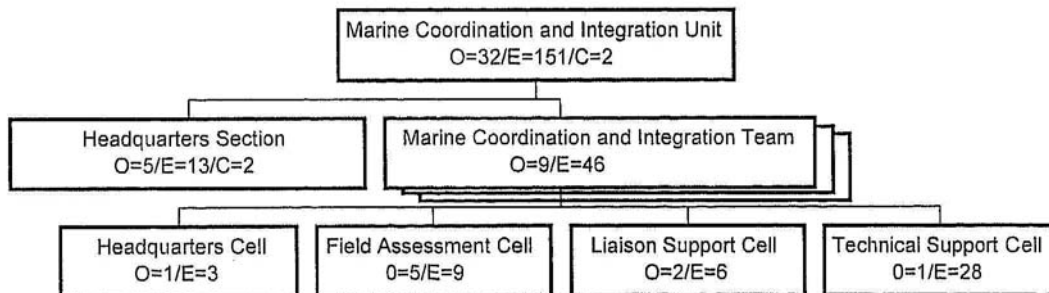 Marine Coordination and Integration Unit
O=32/E=151/C=2
Headquarters Section
O=5/E=13/C=2
Marine Coordination and Integration Team
O=9/E=46
Headquarters Cell
O=1/E=3
Field Assessment Cell
0=5/E=9
Liaison Support Cell
O=2/E=6
Technical Support Cell
0=1/E=28